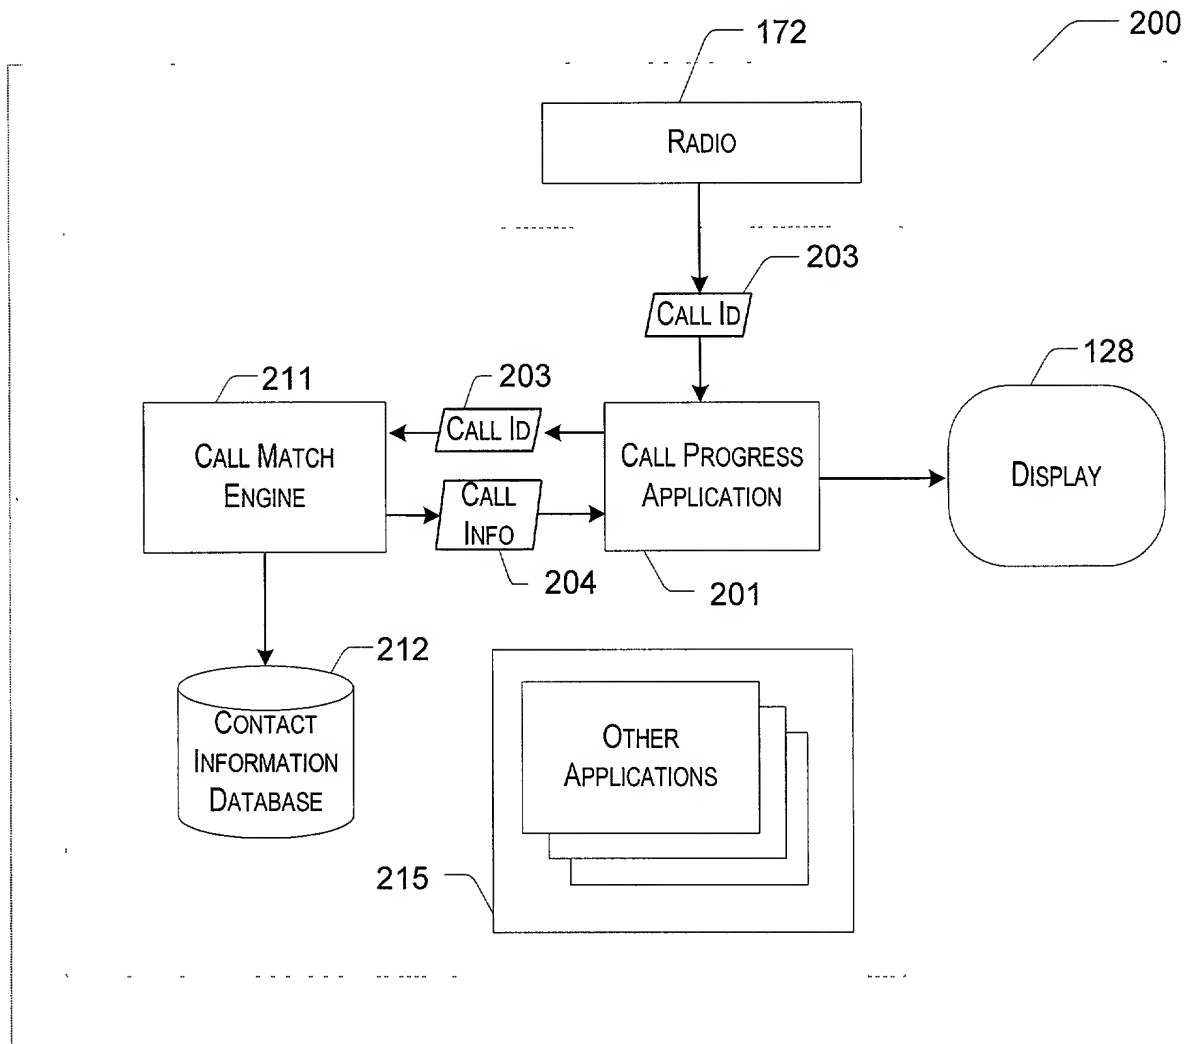 200
172
RADIO
203
CALL ID
128
211
203
CALL ID
CALL MATCH
ENGINE
CALL PROGRESS
APPLICATION
DISPLAY
CALL
INFO
204
201
212
CONTACT
INFORMATION
DATABASE
OTHER
APPLICATIONS
215